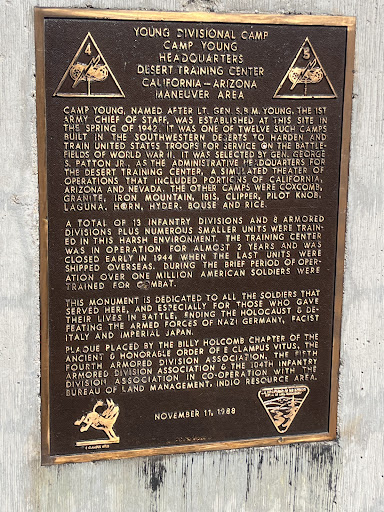 4
5
YOUNG DIVISIONAL CAMP
CAMP YOUNG
HEADQUARTERS
DESERT TRAINING CENTER
CALIFORNIA - ARIZONA
MANEUVER AREA
CAMP YOUNG, NAMED AFTER LT. GEN. S.B.M. YOUNG, THE 1ST
ARMY CHIEF OF STAFF, WAS ESTABLISHED AT THIS SITE IN
THE SPRING OF 1942. IT WAS ONE OF TWELVE SUCH CAMPS
BUILT IN THE SOUTHWESTERN DESERTS TO HARDEN AND
TRAIN UNITED STATES TROOPS FOR SERVICE ON THE BATTLE-
FIELDS OF WORLD WAR II. IT WAS SELECTED BY GEN. GEORGE
S. PATTON JR. AS THE ADMINISTRATIVE HEADQUARTERS FOR
THE DESERT TRAINING CENTER, A SIMULATED THEATER OF
OPERATIONS THAT INCLUDED PORTIONS OF CALIFORNIA,
ARIZONA AND NEVADA. THE OTHER CAMPS WERE COXCOMB,
GRANITE, IRON MOUNTAIN, IBIS, CLIPPER, PILOT KNOB,
LAGUNA, HORN, HYDER, BOUSE AND RICE.
A TOTAL OF 13 INFANTRY DIVISIONS AND 8 ARMORED
DIVISIONS PLUS NUMEROUS SMALLER UNITS WERE TRAIN-
ED IN THIS HARSH ENVIRONMENT. THE TRAINING CENTER
WAS IN OPERATION FOR ALMOST 2 YEARS AND WAS
CLOSED EARLY IN 1944 WHEN THE LAST UNITS WERE
SHIPPED OVERSEAS. DURING THE BRIEF PERIOD OF OPER-
ATION OVER ONE MILLION AMERICAN SOLDIERS WERE
TRAINED FOR COMBAT.
THIS MONUMENT IS DEDICATED TO ALL THE SOLDIERS THAT
SERVED HERE, AND ESPECIALLY FOR THOSE WHO GAVE
THEIR LIVES IN BATTLE, ENDING THE HOLOCAUST & DE-
FEATING THE ARMED FORCES OF NAZI GERMANY, FACIST
ITALY AND IMPERIAL JAPAN.
PLAQUE PLACED BY THE BILLY HOLCOMB CHAPTER OF THE
ANCIENT & HONORABLE ORDER OF E CLAMPUS VITUS, THE
FOURTH ARMORED DIVISION ASSOCIATION, THE FIFTH
ARMORED DIVISION ASSOCIATION & THE 104TH INFANTRY
DIVISION ASSOCIATION IN CO-OPERATION WITH THE
BUREAU OF LAND MANAGEMENT, INDIO RESOURCE AREA.
NOVEMBER 11, 1988
E CLAMPUS VITUS